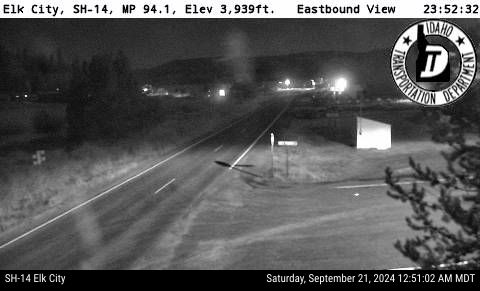 Elk City, SH-14, MP 94.1, Elev 3,939ft. Eastbound View 23:52:32
IDAHO
TRANSPORTATION DEPARTMENT
SH-14 Elk City Saturday, September 21, 2024 12:51:02 AM MDT